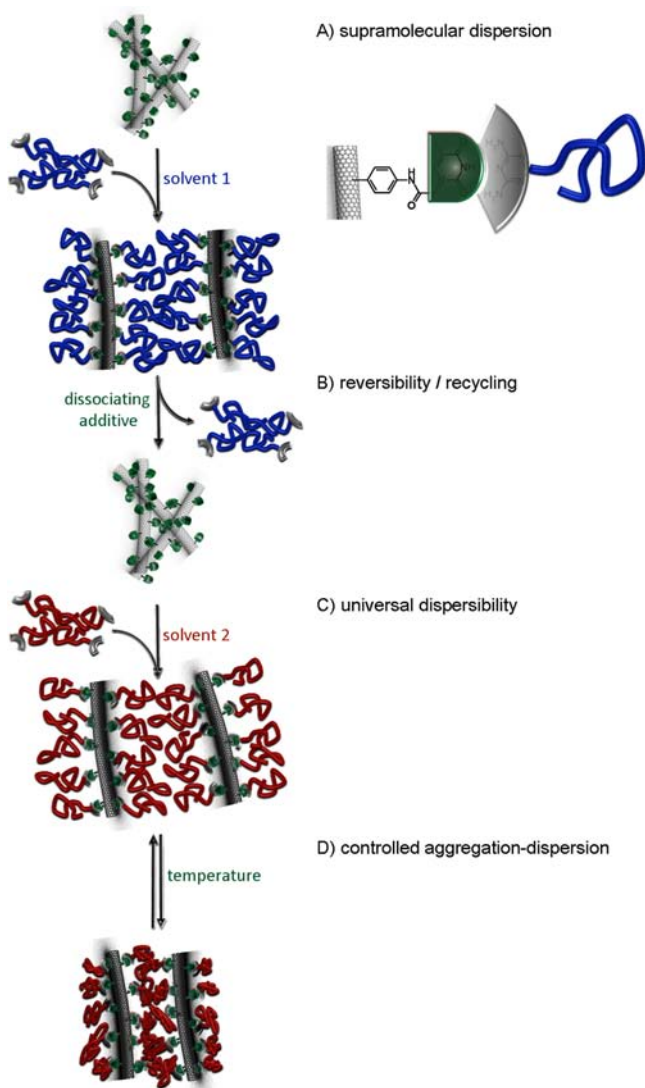 A) supramolecular dispersion
solvent 1
H
N
O
B) reversibility / recycling
dissociating
additive
C) universal dispersibility
solvent 2
D) controlled aggregation-dispersion
temperature